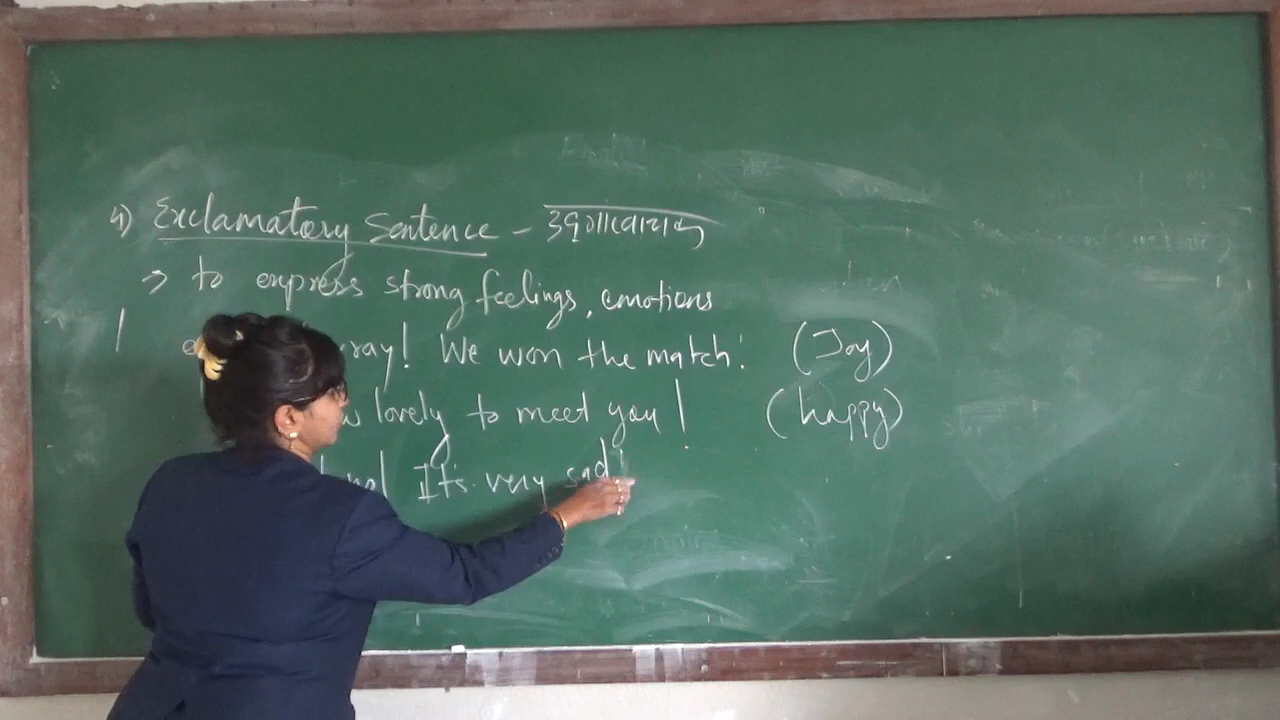 4) Exclamatory Sentence - उद्‌गारवाचक
→ to express strong feelings, emotions
ray! We won the match! (Joy)
lovely to meet you! (happy)
no! It's very sad!